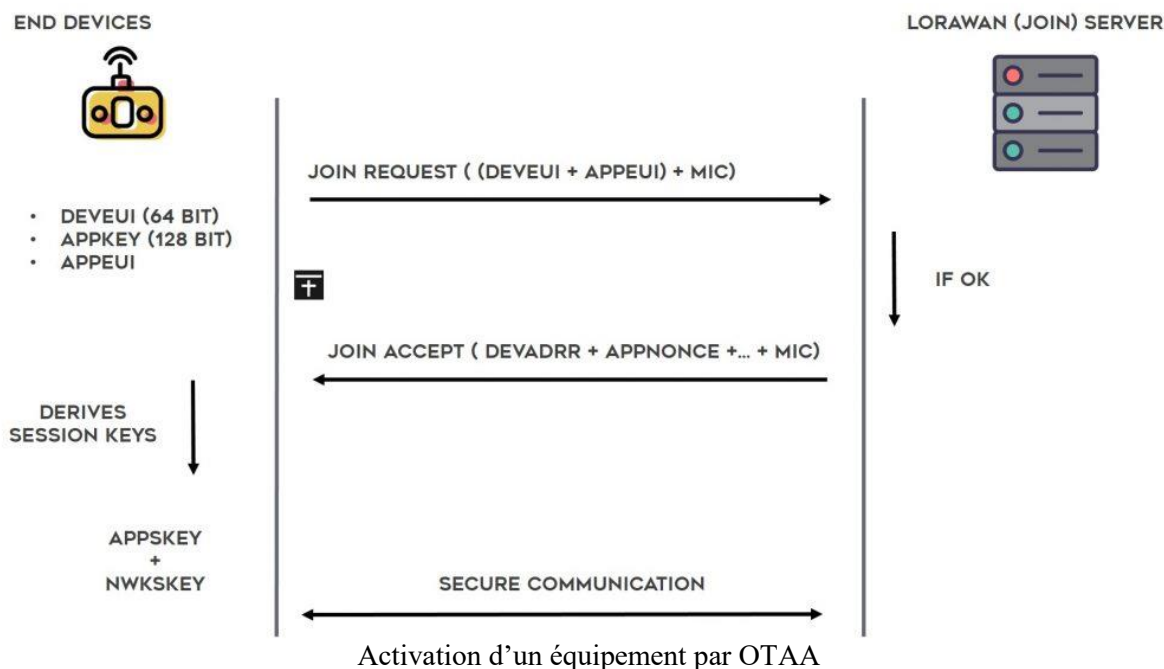 END DEVICES
LORAWAN (JOIN) SERVER
JOIN REQUEST ( (DEVEUI + APPEUI) + MIC)
• DEVEUI (64 BIT)
• APPKEY (128 BIT)
• APPEUI
IF OK
JOIN ACCEPT ( DEVADRR + APPNONCE +... + MIC)
DERIVES
SESSION KEYS
APPSKEY
+
NWKSKEY
SECURE COMMUNICATION
Activation d’un équipement par OTAA